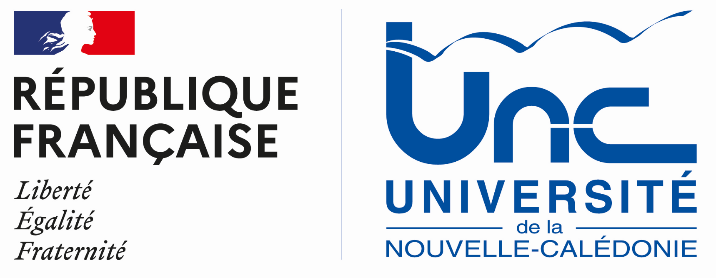 RÉPUBLIQUE
FRANÇAISE
Liberté
Égalité
Fraternité
Unc
UNIVERSITÉ
de la
NOUVELLE-CALÉDONIE